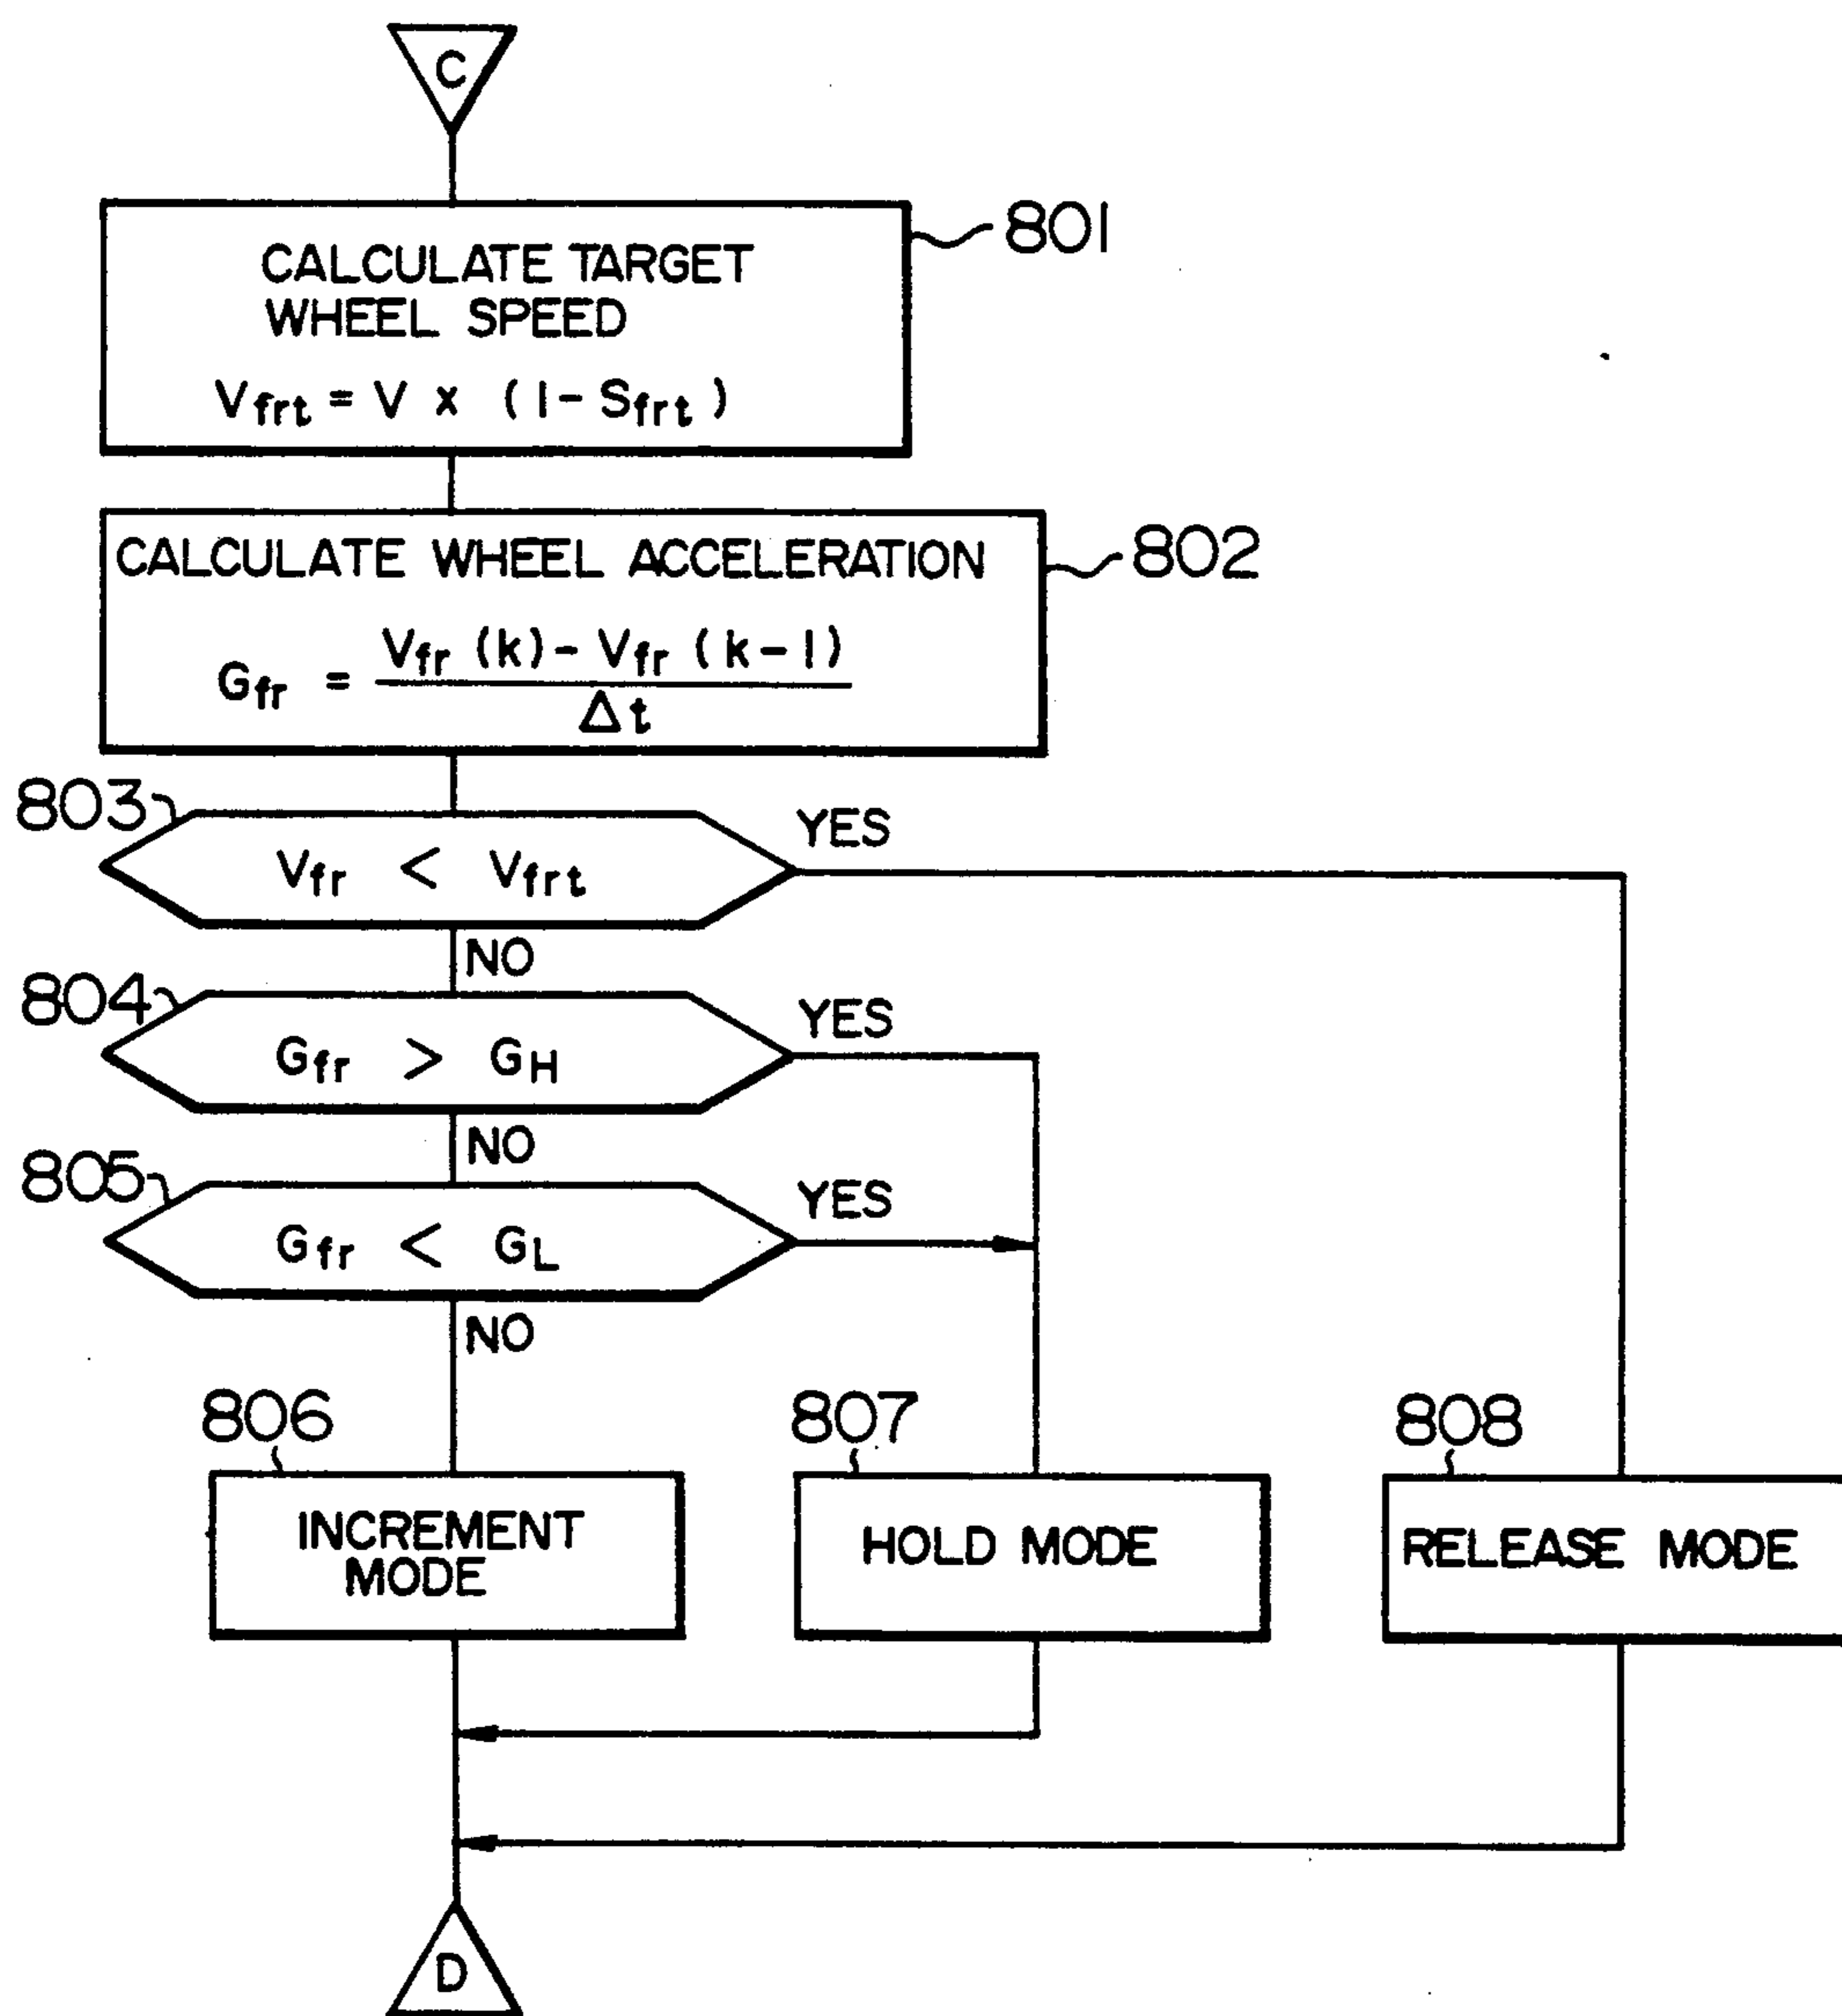 C
801
CALCULATE TARGET
WHEEL SPEED
Vfrt = V x (1 - Sfrt)
802
CALCULATE WHEEL ACCELERATION
Gfr = Vfr (k) - Vfr (k-1)
Δt
803
YES
Vfr < Vfrt
NO
804
YES
Gfr > GH
NO
805
YES
Gfr < GL
NO
806
807
808
INCREMENT
MODE
HOLD MODE
RELEASE MODE
D